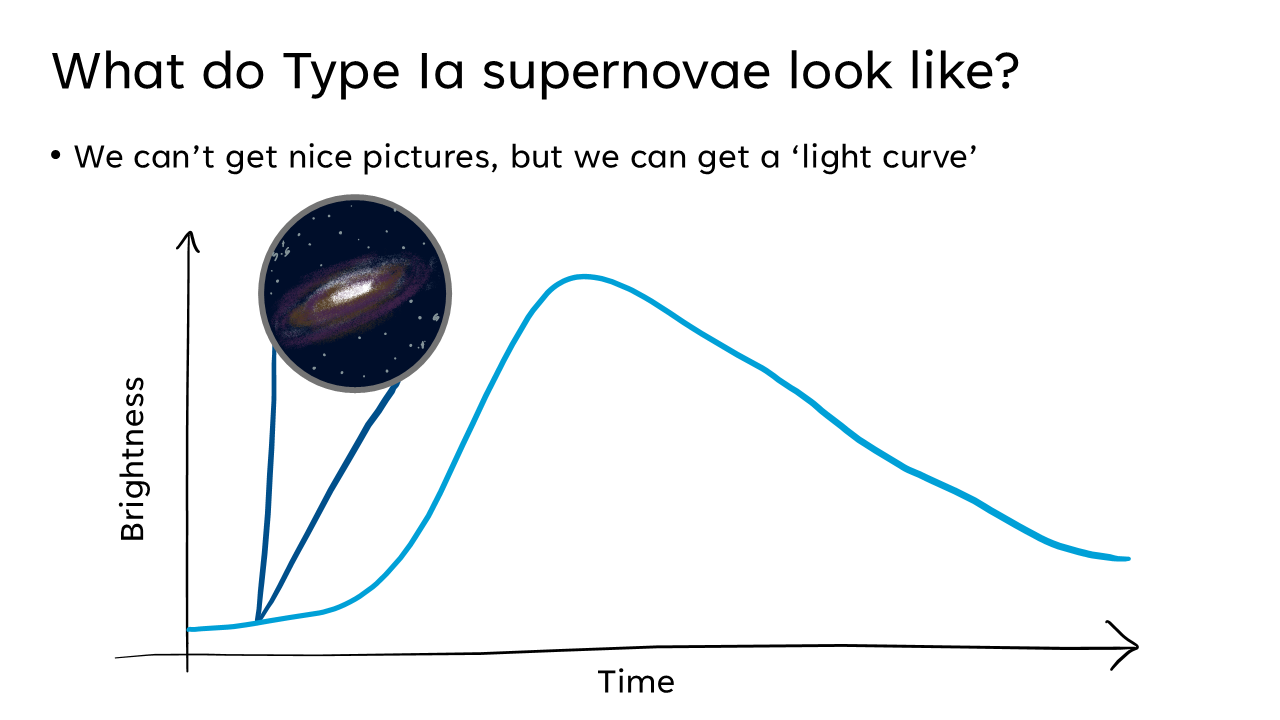 What do Type Ia supernovae look like?
• We can’t get nice pictures, but we can get a ‘light curve’
Brightness
Time